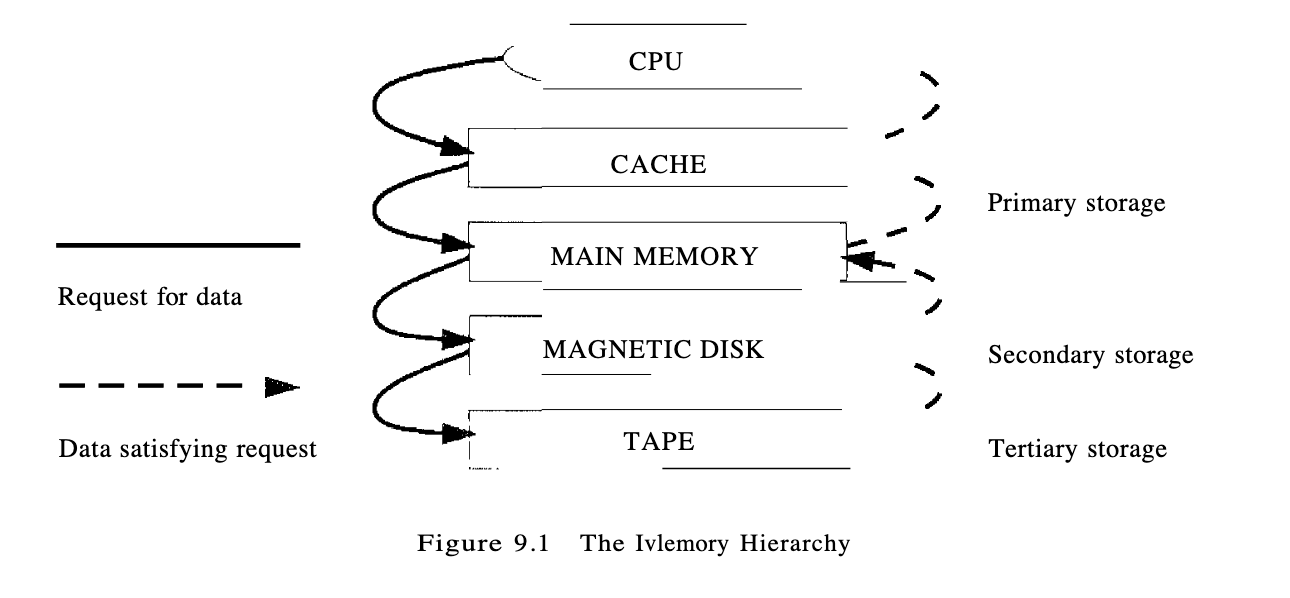 CPU
CACHE
Primary storage
MAIN MEMORY
Request for data
MAGNETIC DISK
Secondary storage
TAPE
Data satisfying request
Tertiary storage
Figure 9.1 The Ivlemory Hierarchy